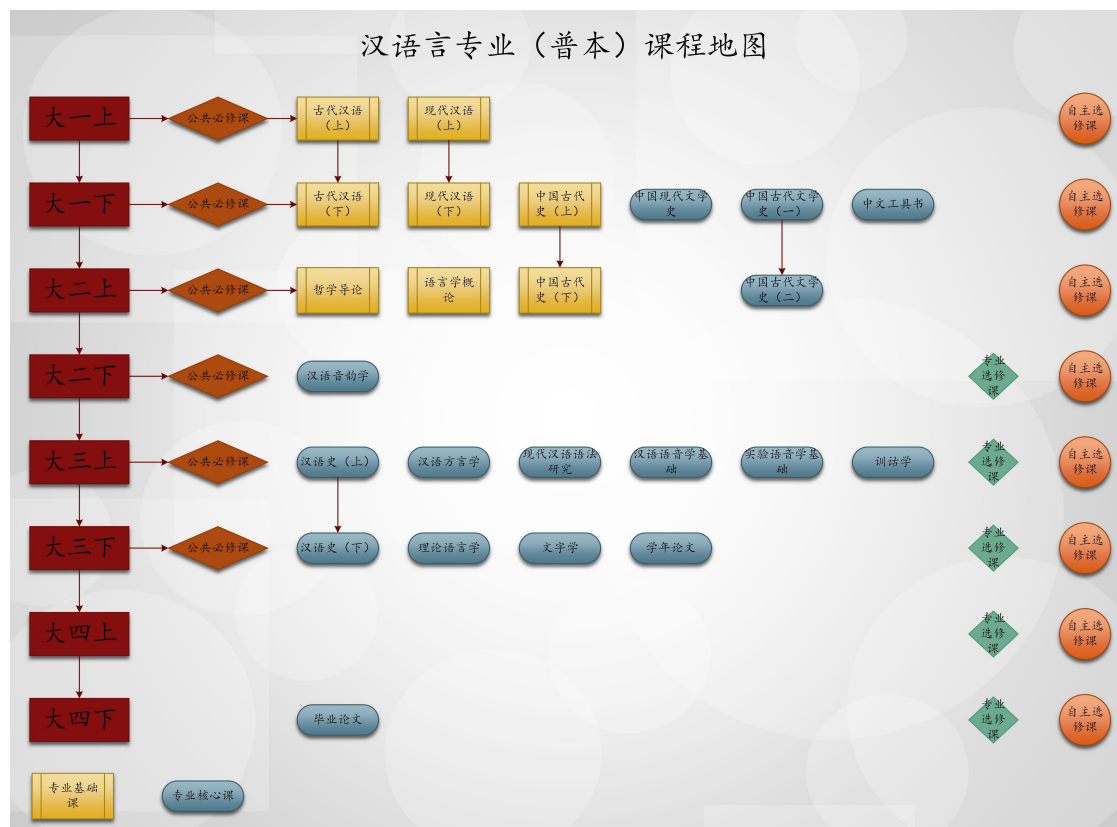 汉语言专业（普本）课程地图
大一上
公共必修课
古代汉语
（上）
现代汉语
（上）
自主选
修课
大一下
公共必修课
古代汉语
（下）
现代汉语
（下）
中国古代
史（上）
中国现代文学
史
中国古代文学
史（一）
中文工具书
自主选
修课
大二上
公共必修课
哲学导论
语言学概
论
中国古代
史（下）
中国古代文学
史（二）
自主选
修课
大二下
公共必修课
汉语音韵学
专业
选修
课
自主选
修课
大三上
公共必修课
汉语史（上）
汉语方言学
现代汉语语法
研究
汉语语音学基
础
实验语音学基
础
训诂学
专业
选修
课
自主选
修课
大三下
公共必修课
汉语史（下）
理论语言学
文字学
学年论文
专业
选修
课
自主选
修课
大四上
专业
选修
课
自主选
修课
大四下
毕业论文
专业
选修
课
自主选
修课
专业基础
课
专业核心课